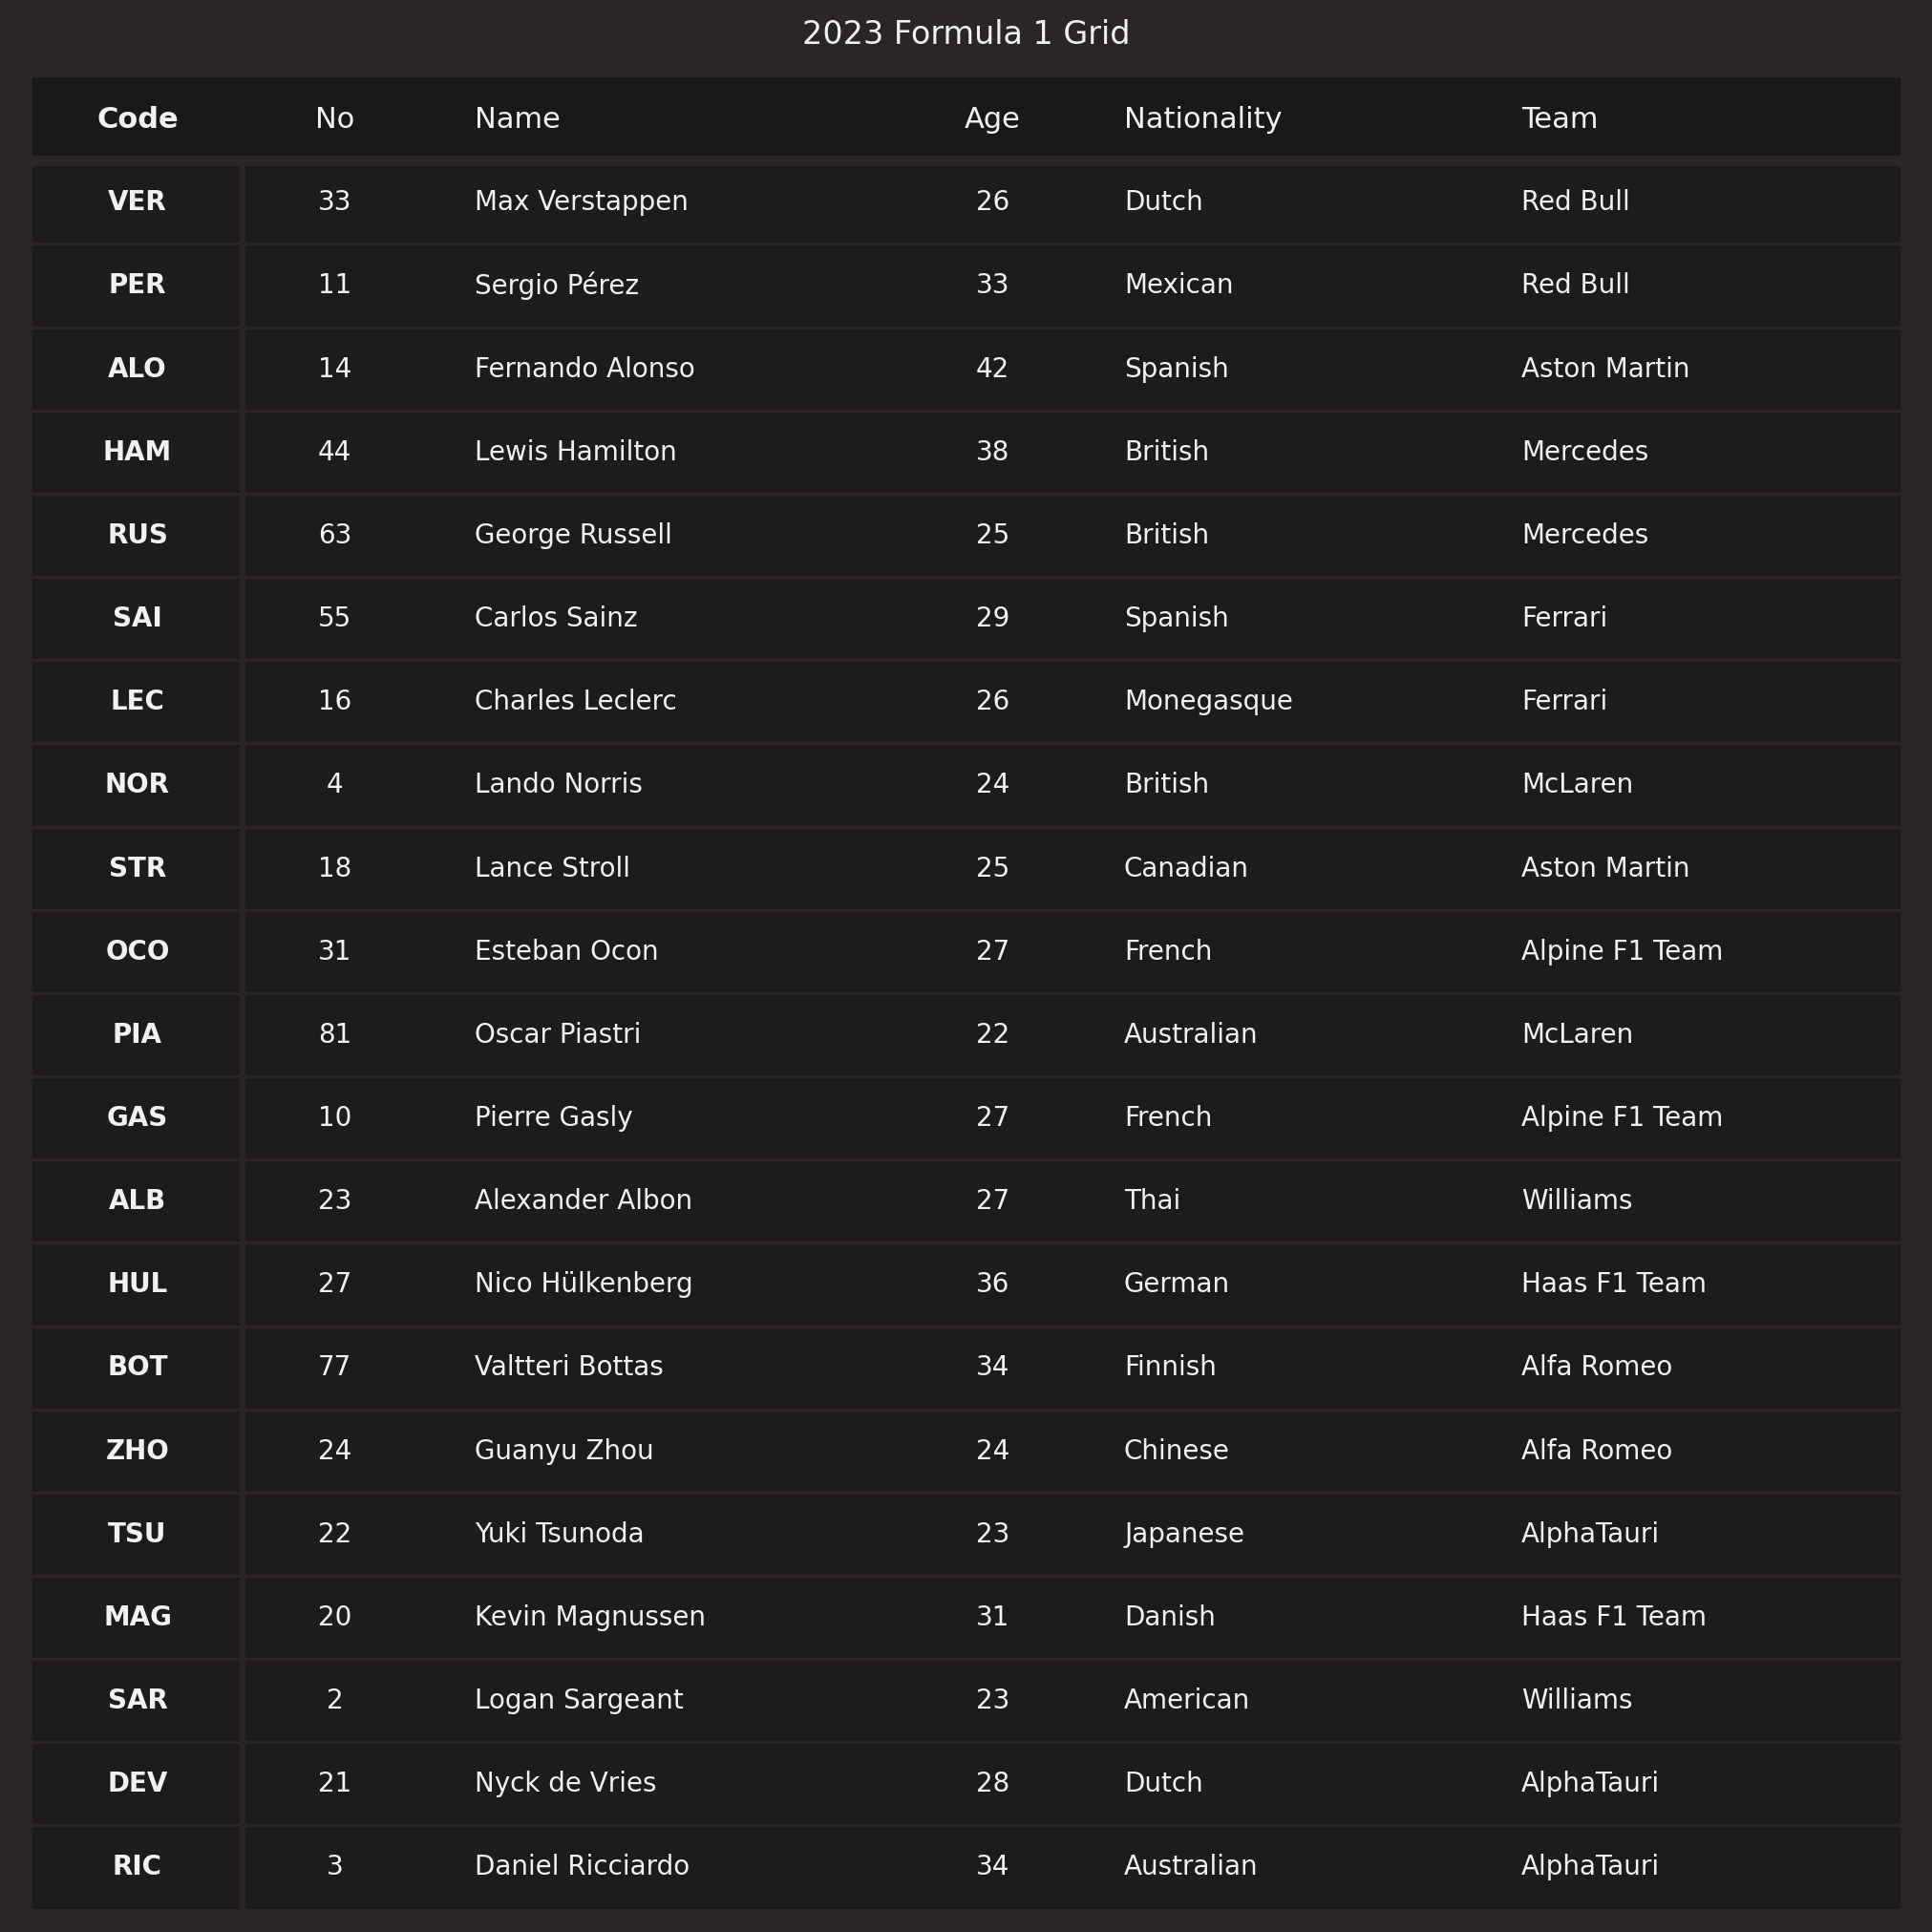 2023 Formula 1 Grid
Code No Name Age Nationality Team
VER 33 Max Verstappen 26 Dutch Red Bull
PER 11 Sergio Pérez 33 Mexican Red Bull
ALO 14 Fernando Alonso 42 Spanish Aston Martin
HAM 44 Lewis Hamilton 38 British Mercedes
RUS 63 George Russell 25 British Mercedes
SAI 55 Carlos Sainz 29 Spanish Ferrari
LEC 16 Charles Leclerc 26 Monegasque Ferrari
NOR 4 Lando Norris 24 British McLaren
STR 18 Lance Stroll 25 Canadian Aston Martin
OCO 31 Esteban Ocon 27 French Alpine F1 Team
PIA 81 Oscar Piastri 22 Australian McLaren
GAS 10 Pierre Gasly 27 French Alpine F1 Team
ALB 23 Alexander Albon 27 Thai Williams
HUL 27 Nico Hülkenberg 36 German Haas F1 Team
BOT 77 Valtteri Bottas 34 Finnish Alfa Romeo
ZHO 24 Guanyu Zhou 24 Chinese Alfa Romeo
TSU 22 Yuki Tsunoda 23 Japanese AlphaTauri
MAG 20 Kevin Magnussen 31 Danish Haas F1 Team
SAR 2 Logan Sargeant 23 American Williams
DEV 21 Nyck de Vries 28 Dutch AlphaTauri
RIC 3 Daniel Ricciardo 34 Australian AlphaTauri